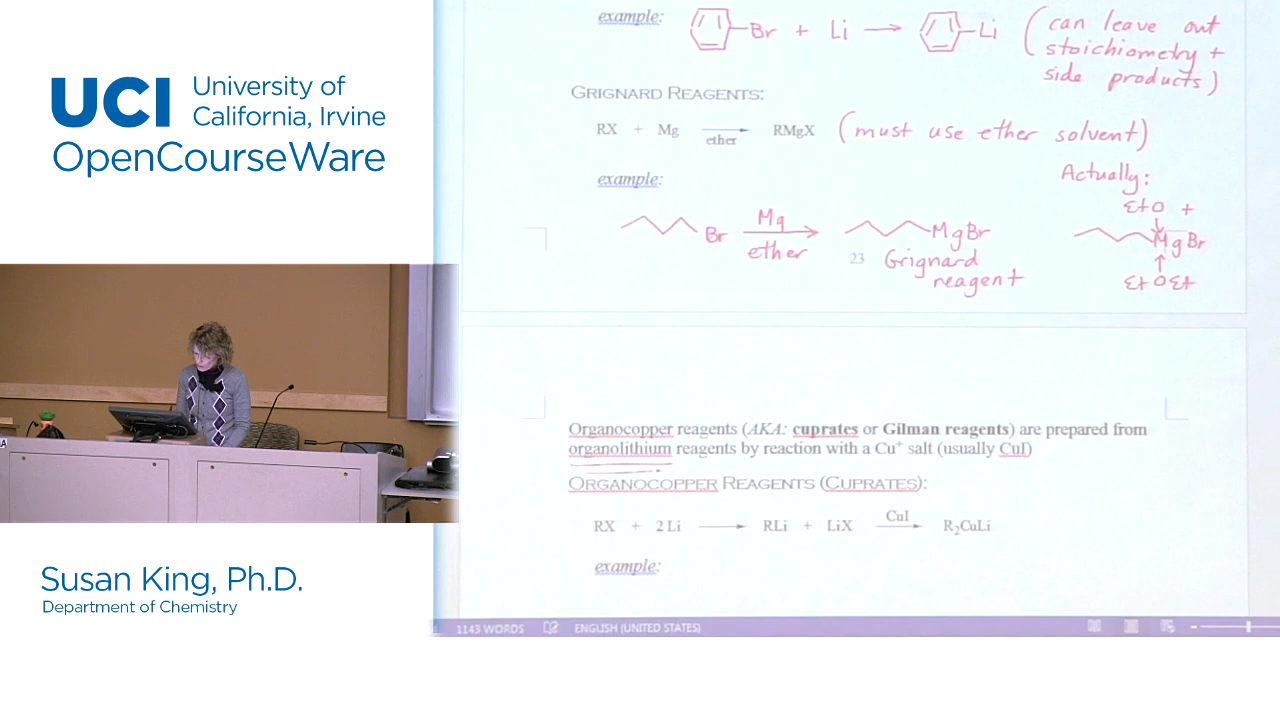 UCI University of
California, Irvine
OpenCourseWare
Susan King, Ph.D.
Department of Chemistry
example: Br + Li → Li (can leave out
stoichiometry +
side products)
GRIGNARD REAGENTS:
RX + Mg ether → RMgX (must use ether solvent)
example:
Actually:
EtO +
Br Mg → MgBr MgBr
ether 23 Grignard
reagent EtOEt
Organocopper reagents (AKA: cuprates or Gilman reagents) are prepared from
organolithium reagents by reaction with a Cu⁺ salt (usually CuI)
ORGANOCOPPER REAGENTS (CUPRATES):
RX + 2 Li → RLi + LiX CuI → R₂CuLi
example:
1143 WORDS ENGLISH (UNITED STATES)